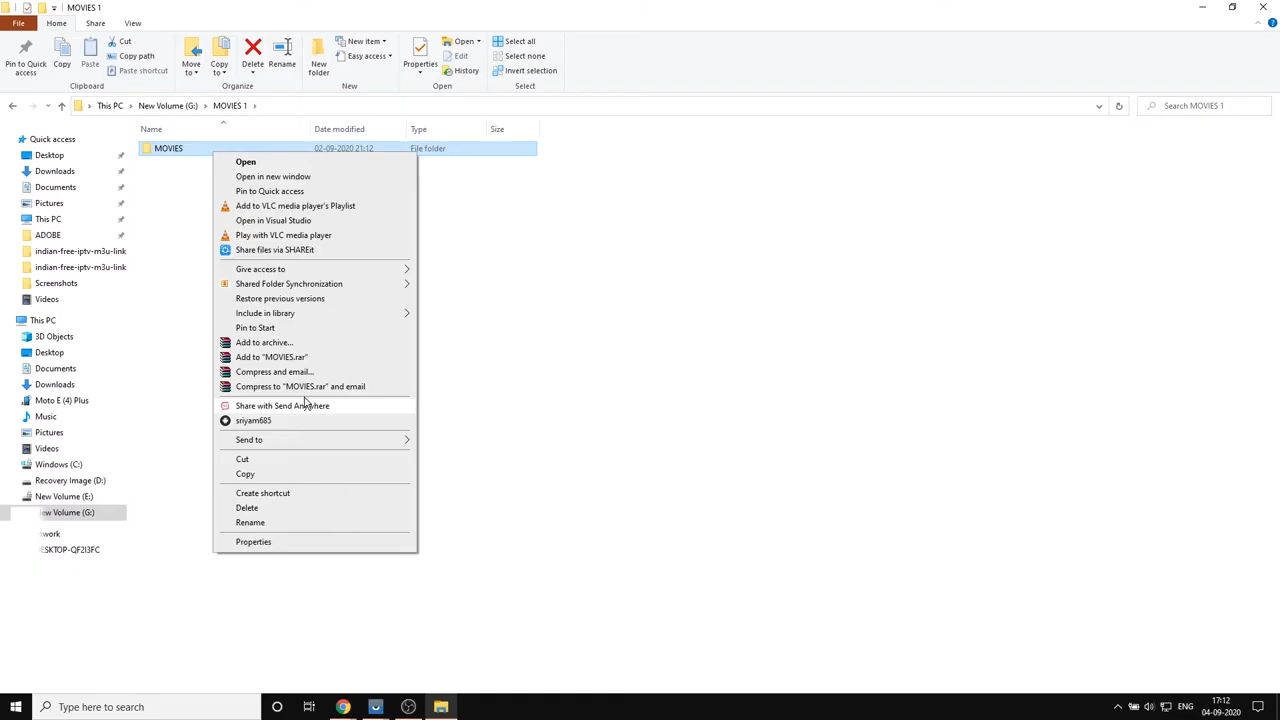 MOVIES 1
File Home Share View
Pin to Quick access
Copy
Paste
Cut
Copy path
Paste shortcut
Clipboard
Move to
Copy to
Delete
Rename
Organize
New folder
New item
Easy access
New
Properties
Open
Edit
History
Open
Select all
Select none
Invert selection
Select
This PC New Volume (G:) MOVIES 1
Search MOVIES 1
Name Date modified Type Size
MOVIES 02-09-2020 21:12 File folder
Quick access
Desktop
Downloads
Documents
Pictures
This PC
ADOBE
indian-free-iptv-m3u-link
indian-free-iptv-m3u-link
Screenshots
Videos
This PC
3D Objects
Desktop
Documents
Downloads
Moto E (4) Plus
Music
Pictures
Videos
Windows (C:)
Recovery Image (D:)
New Volume (E:)
ew Volume (G:)
twork
ESKTOP-QF2I3FC
Open
Open in new window
Pin to Quick access
Add to VLC media player's Playlist
Open in Visual Studio
Play with VLC media player
Share files via SHAREit
Give access to
Shared Folder Synchronization
Restore previous versions
Include in library
Pin to Start
Add to archive...
Add to "MOVIES.rar"
Compress and email...
Compress to "MOVIES.rar" and email
Share with Send Anywhere
sriyam685
Send to
Cut
Copy
Create shortcut
Delete
Rename
Properties
Type here to search
ENG
17:12
04-09-2020